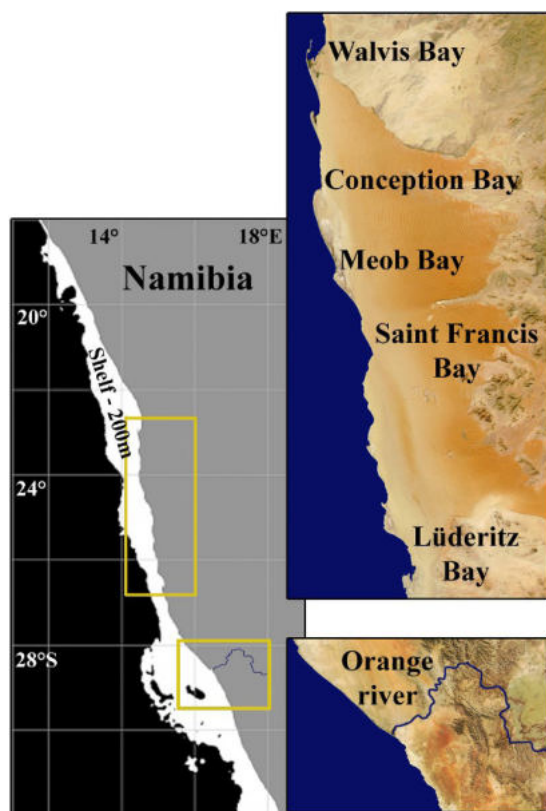 Walvis Bay
Conception Bay
Meob Bay
Saint Francis
Bay
Lüderitz
Bay
14°
18°E
Namibia
20°
Shelf - 200m
24°
28°S
Orange
river